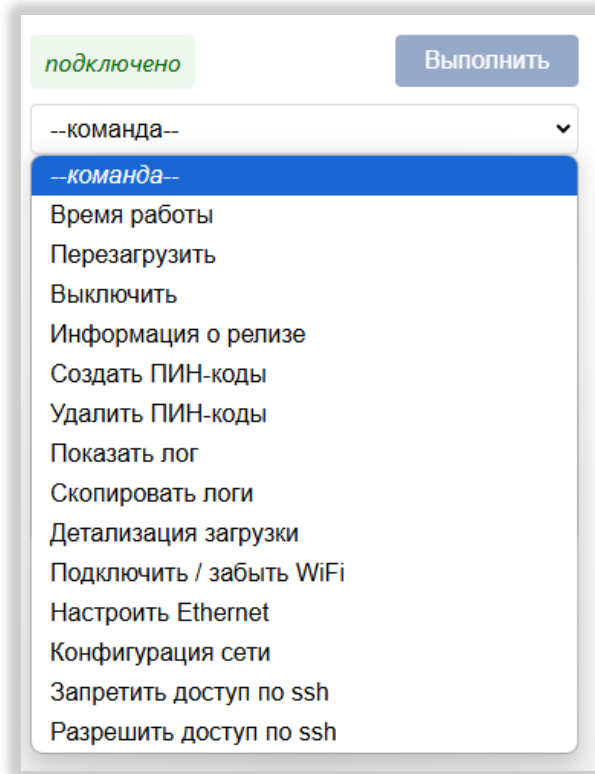 подключено
Выполнить
--команда--
--команда--
Время работы
Перезагрузить
Выключить
Информация о релизе
Создать ПИН-коды
Удалить ПИН-коды
Показать лог
Скопировать логи
Детализация загрузки
Подключить / забыть WiFi
Настроить Ethernet
Конфигурация сети
Запретить доступ по ssh
Разрешить доступ по ssh